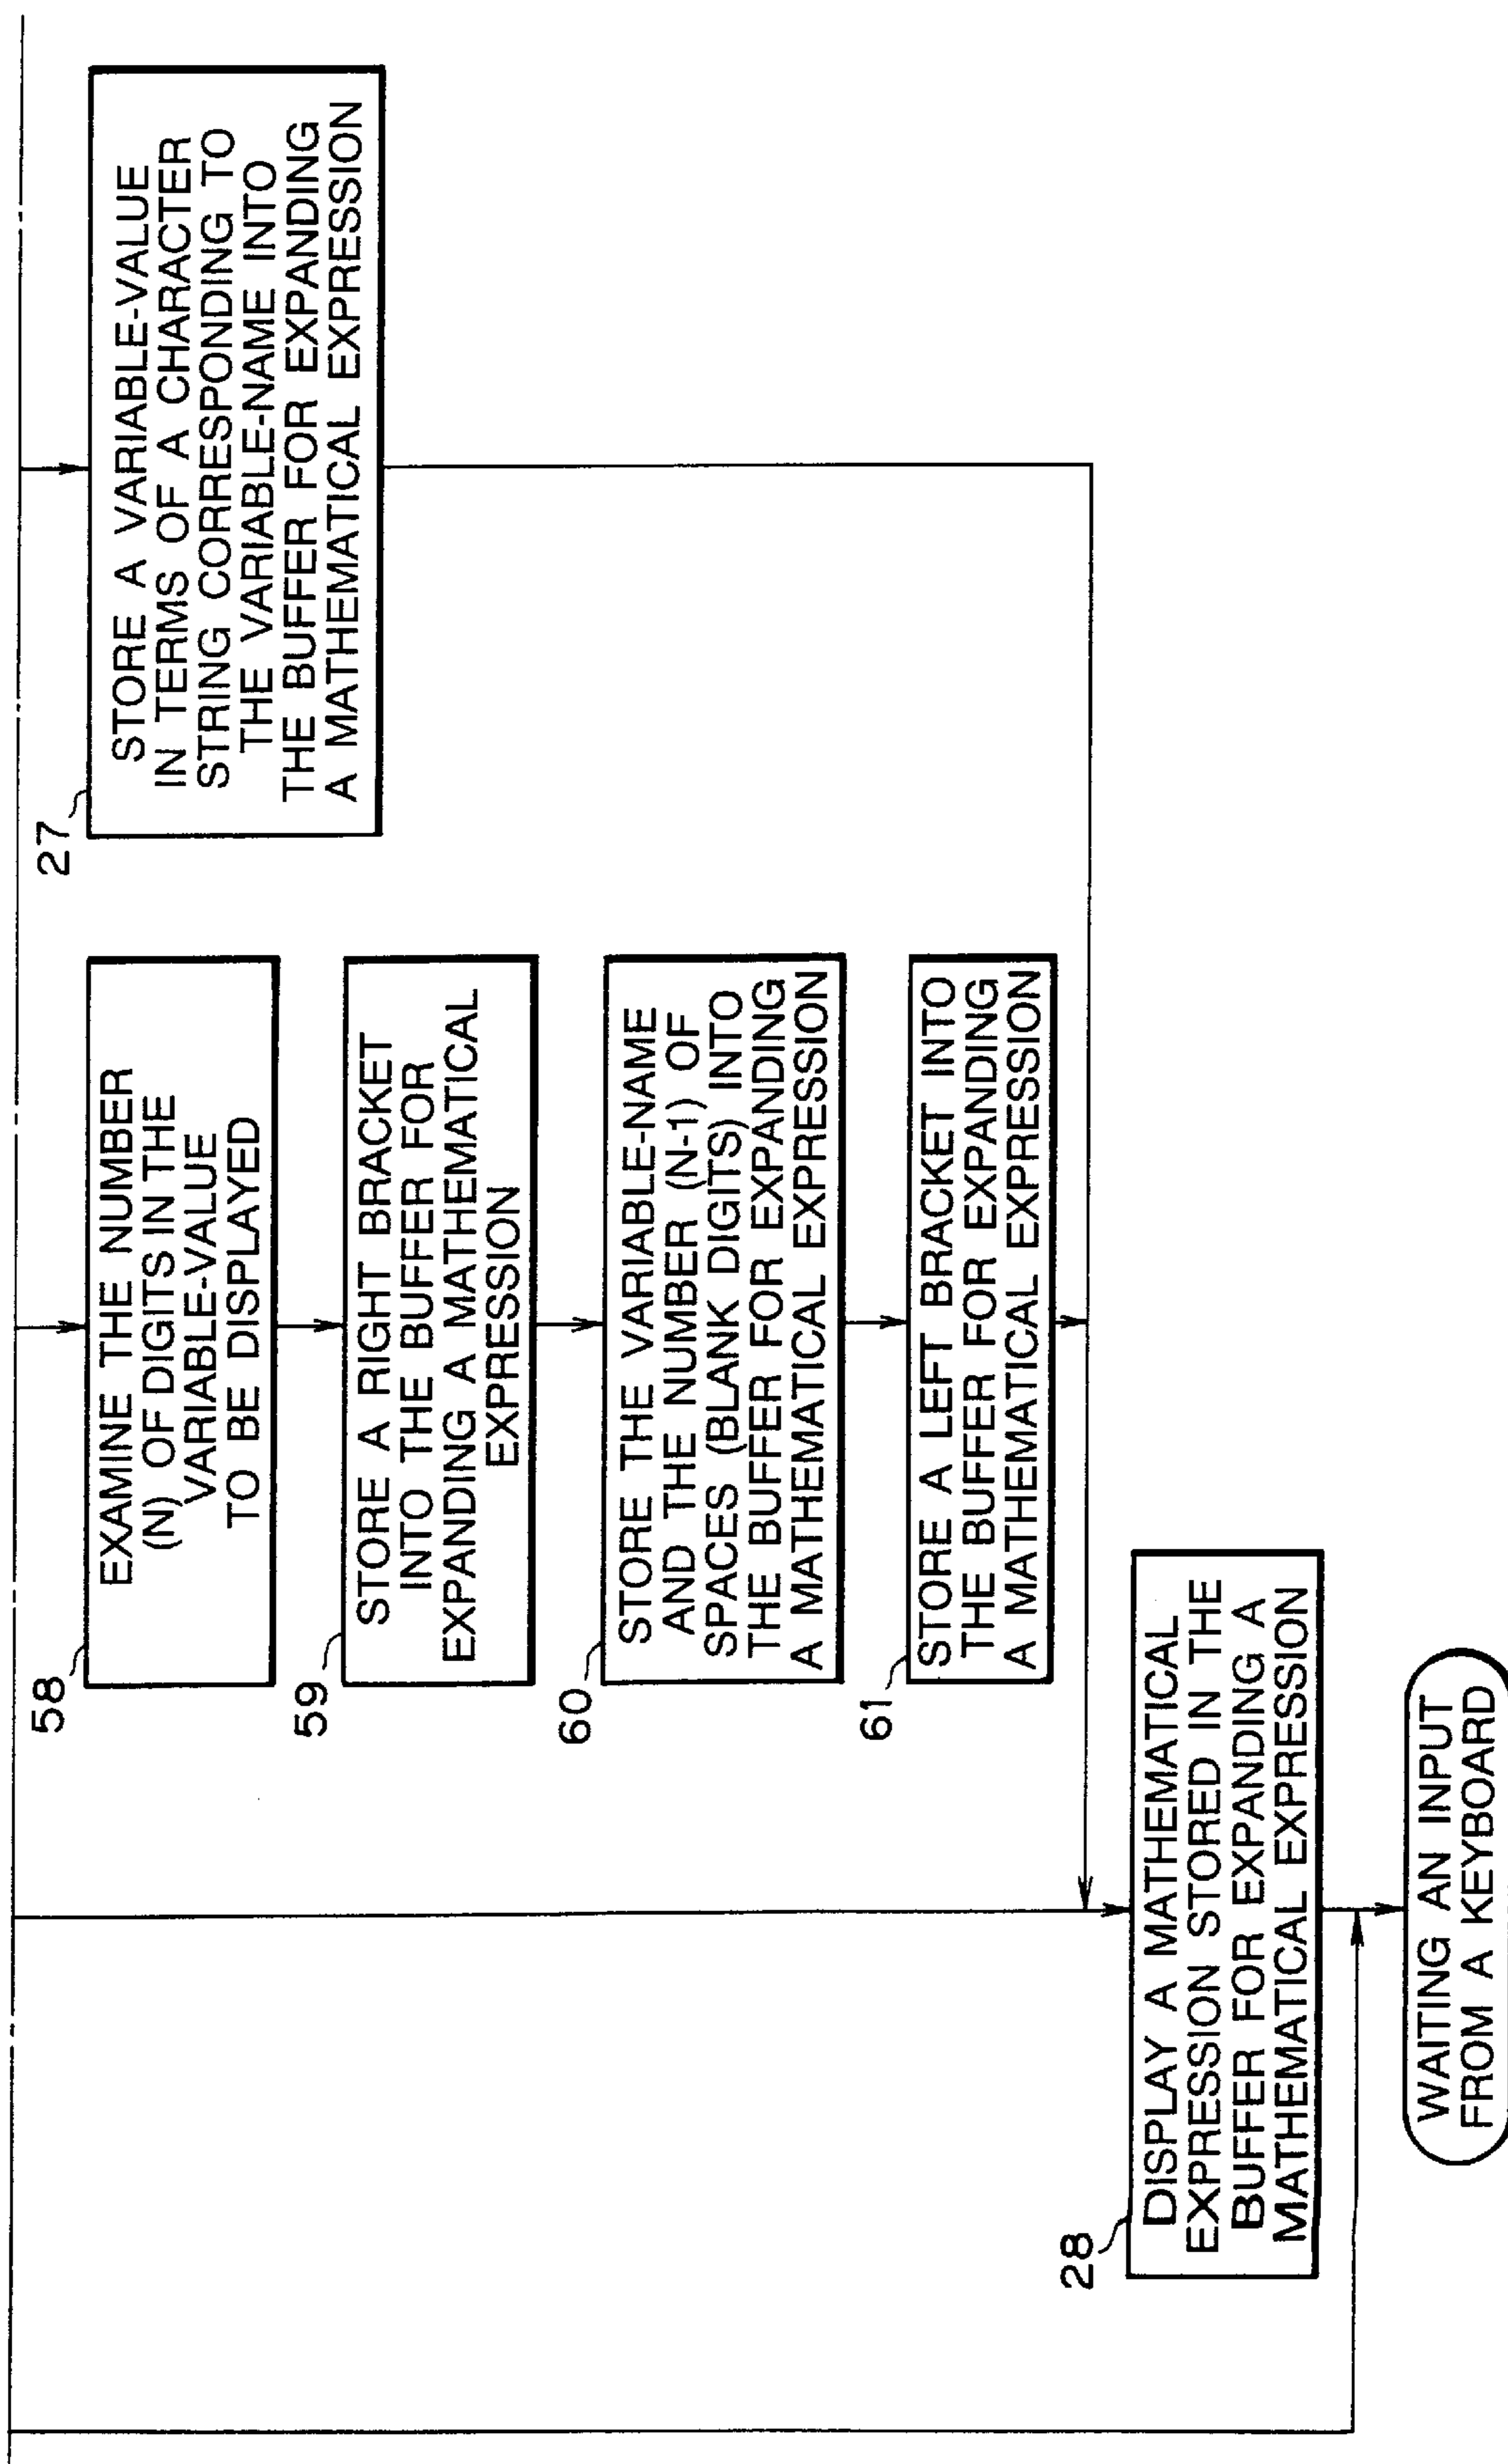 58
EXAMINE THE NUMBER
(N) OF DIGITS IN THE
VARIABLE-VALUE
TO BE DISPLAYED
59
STORE A RIGHT BRACKET
INTO THE BUFFER FOR
EXPANDING A MATHEMATICAL
EXPRESSION
60
STORE THE VARIABLE-NAME
AND THE NUMBER (N-1) OF
SPACES (BLANK DIGITS) INTO
THE BUFFER FOR EXPANDING
A MATHEMATICAL EXPRESSION
61
STORE A LEFT BRACKET INTO
THE BUFFER FOR EXPANDING
A MATHEMATICAL EXPRESSION
27
STORE A VARIABLE-VALUE
IN TERMS OF A CHARACTER
STRING CORRESPONDING TO
THE VARIABLE-NAME INTO
THE BUFFER FOR EXPANDING
A MATHEMATICAL EXPRESSION
28
DISPLAY A MATHEMATICAL
EXPRESSION STORED IN THE
BUFFER FOR EXPANDING A
MATHEMATICAL EXPRESSION
WAITING AN INPUT
FROM A KEYBOARD